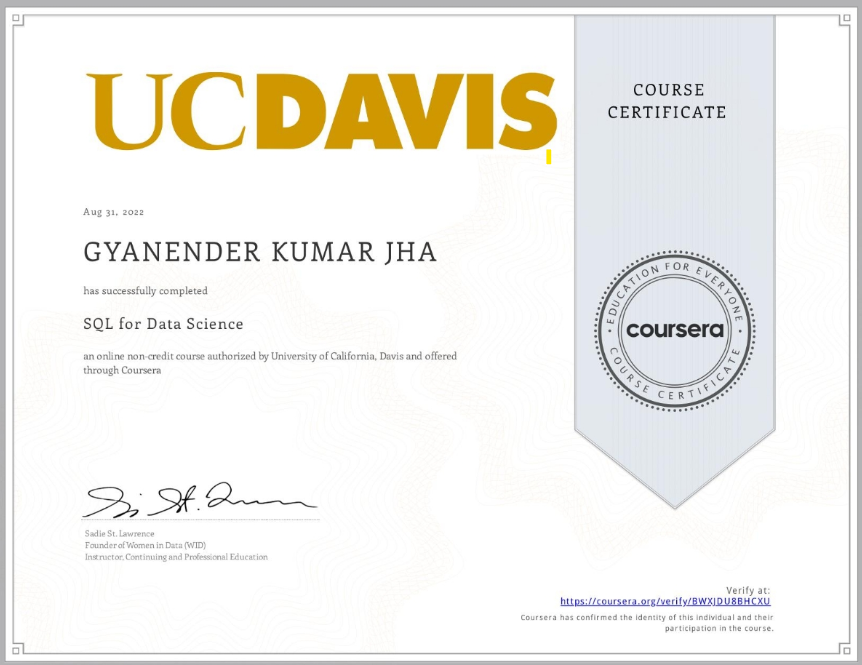 UCDAVIS
COURSE
CERTIFICATE
Aug 31, 2022
GYANENDER KUMAR JHA
has successfully completed
SQL for Data Science
an online non-credit course authorized by University of California, Davis and offered
through Coursera
EDUCATION FOR EVERYONE
coursera
COURSE CERTIFICATE
Sadie St. Lawrence
Founder of Women in Data (WID)
Instructor, Continuing and Professional Education
Verify at:
https://coursera.org/verify/BWXJDU8BHCXU
Coursera has confirmed the identity of this individual and their
participation in the course.